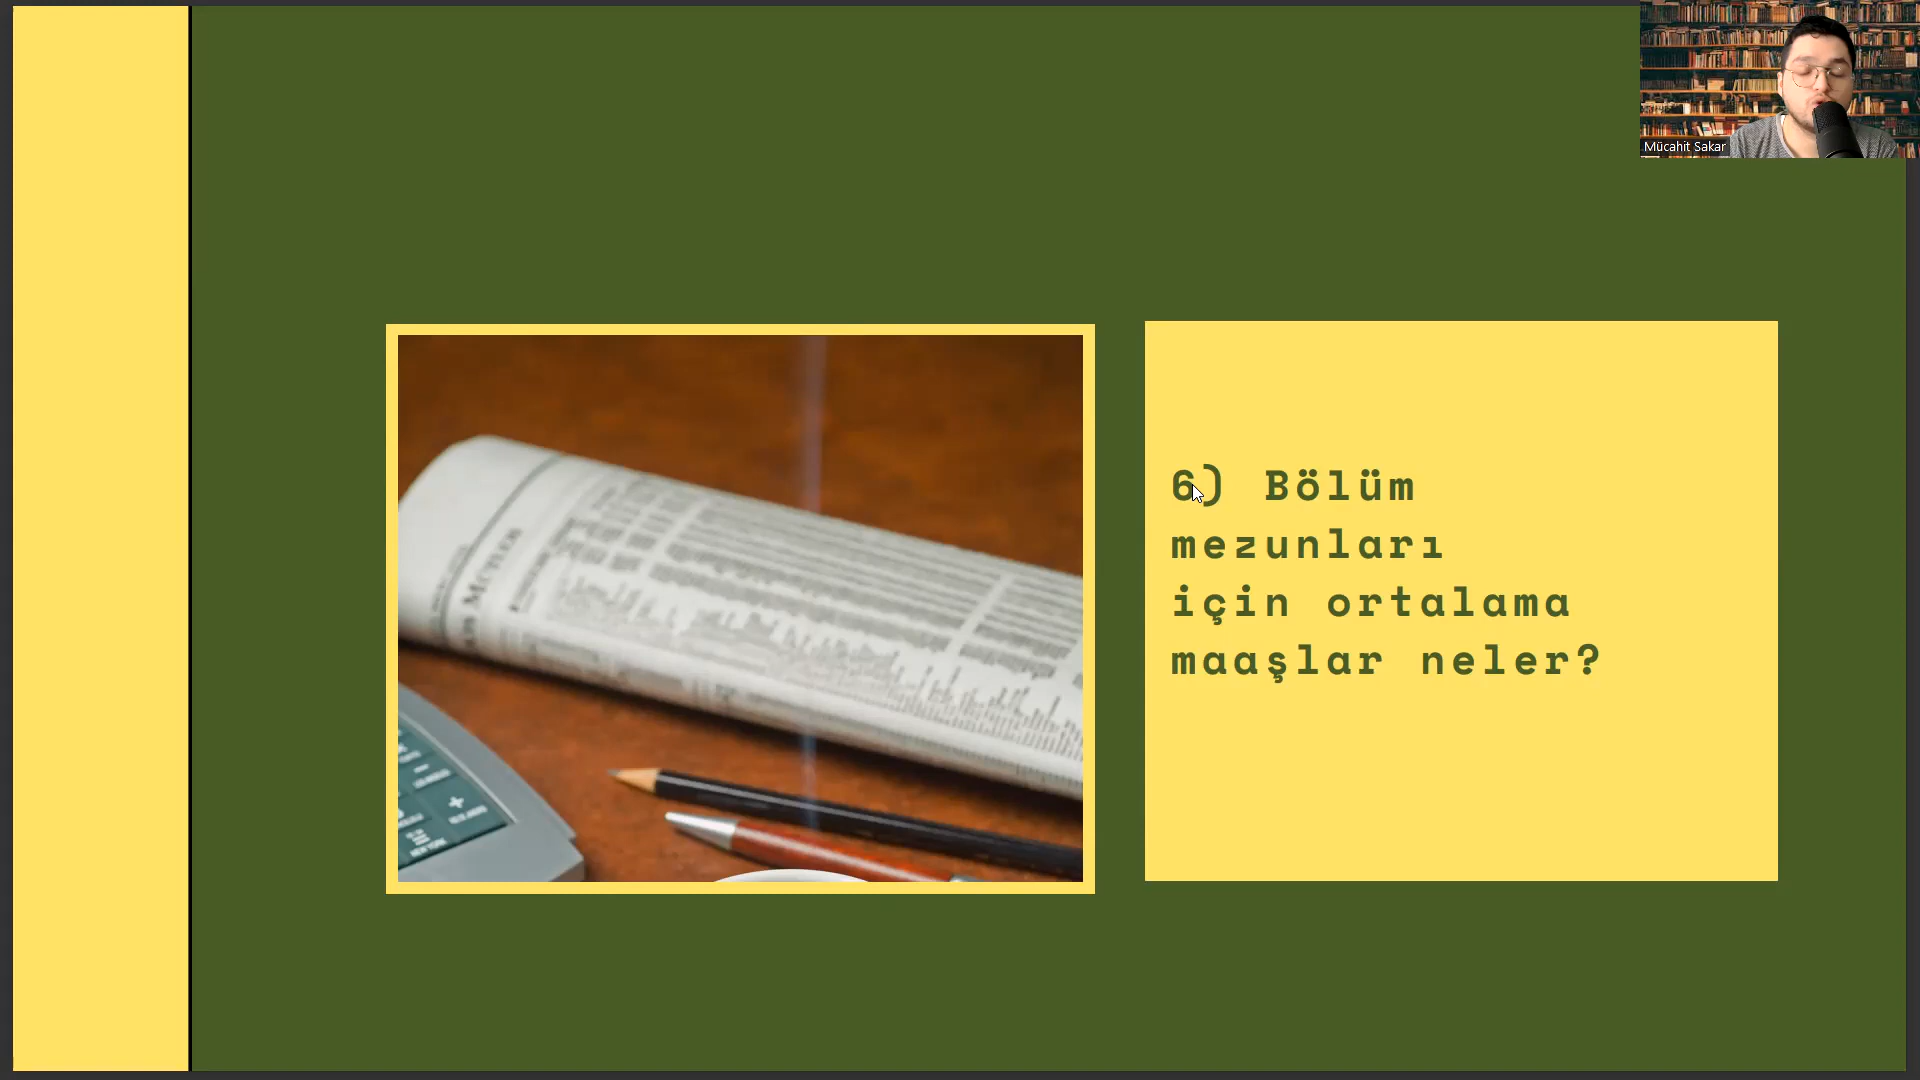 Mücahit Sakar
6) Bölüm
mezunları
için ortalama
maaşlar neler?